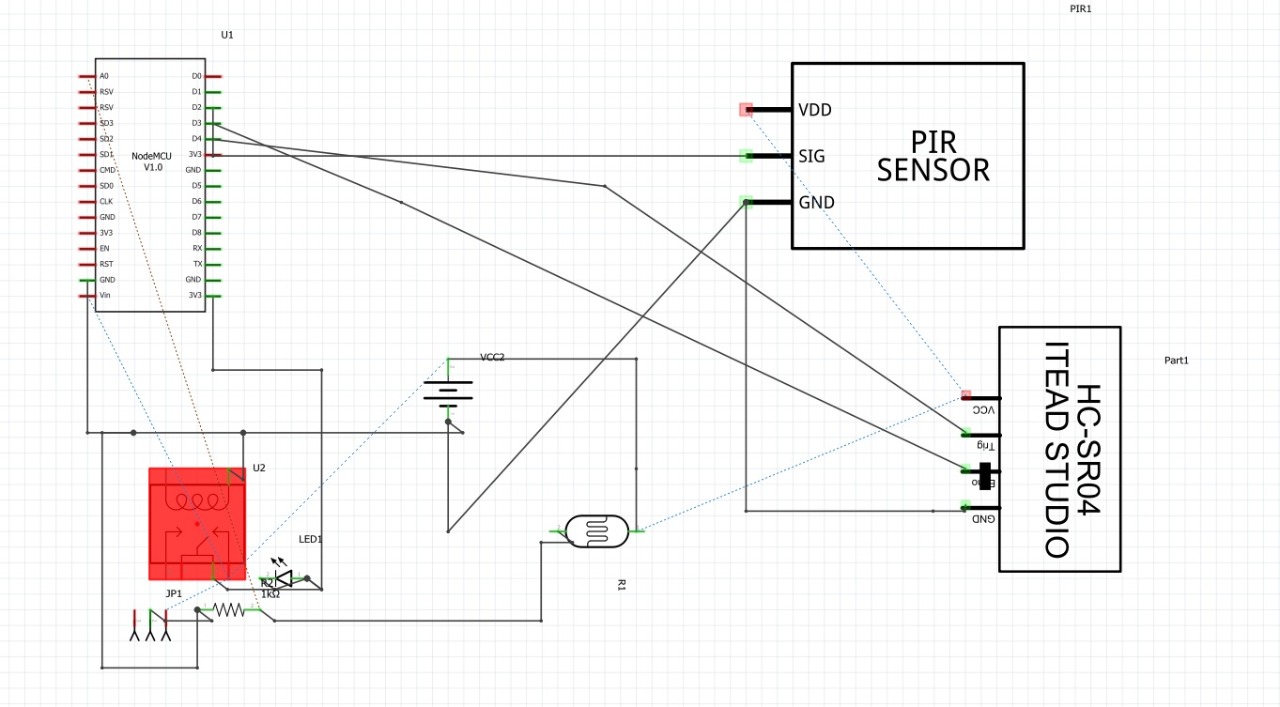 PIR1
U1
A0 D0
RSV D1
RSV D2
SD3 D3
SD2 D4
SD1 3V3
NodeMCU
V1.0
CMD GND
SD0 D5
CLK D6
GND D7
3V3 D8
EN RX
RST TX
GND GND
Vin 3V3
VDD
SIG
GND
PIR
SENSOR
VCC2
Part1
VCC
Trig
GND
HC-SR04
ITEAD STUDIO
U2
LED1
R2
1kΩ
JP1
R1